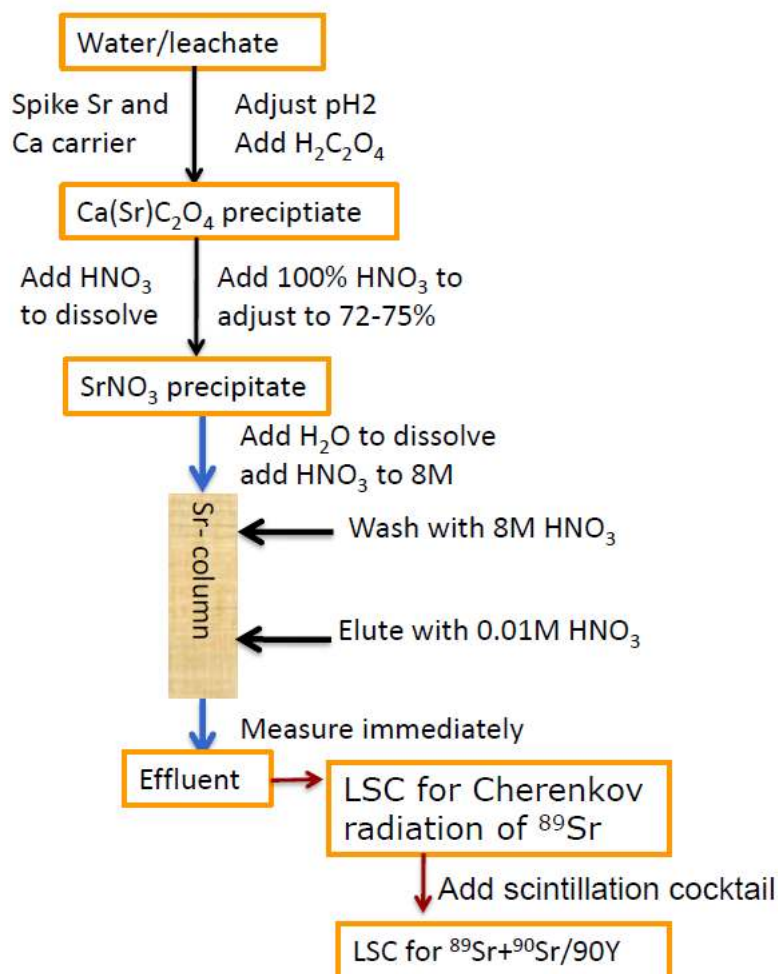 Water/leachate
Spike Sr and
Ca carrier
Adjust pH2
Add H₂C₂O₄
Ca(Sr)C₂O₄ preciptiate
Add HNO₃
to dissolve
Add 100% HNO₃ to
adjust to 72-75%
SrNO₃ precipitate
Add H₂O to dissolve
add HNO₃ to 8M
Sr- column
Wash with 8M HNO₃
Elute with 0.01M HNO₃
Measure immediately
Effluent
LSC for Cherenkov
radiation of ⁸⁹Sr
Add scintillation cocktail
LSC for ⁸⁹Sr+⁹⁰Sr/90Y